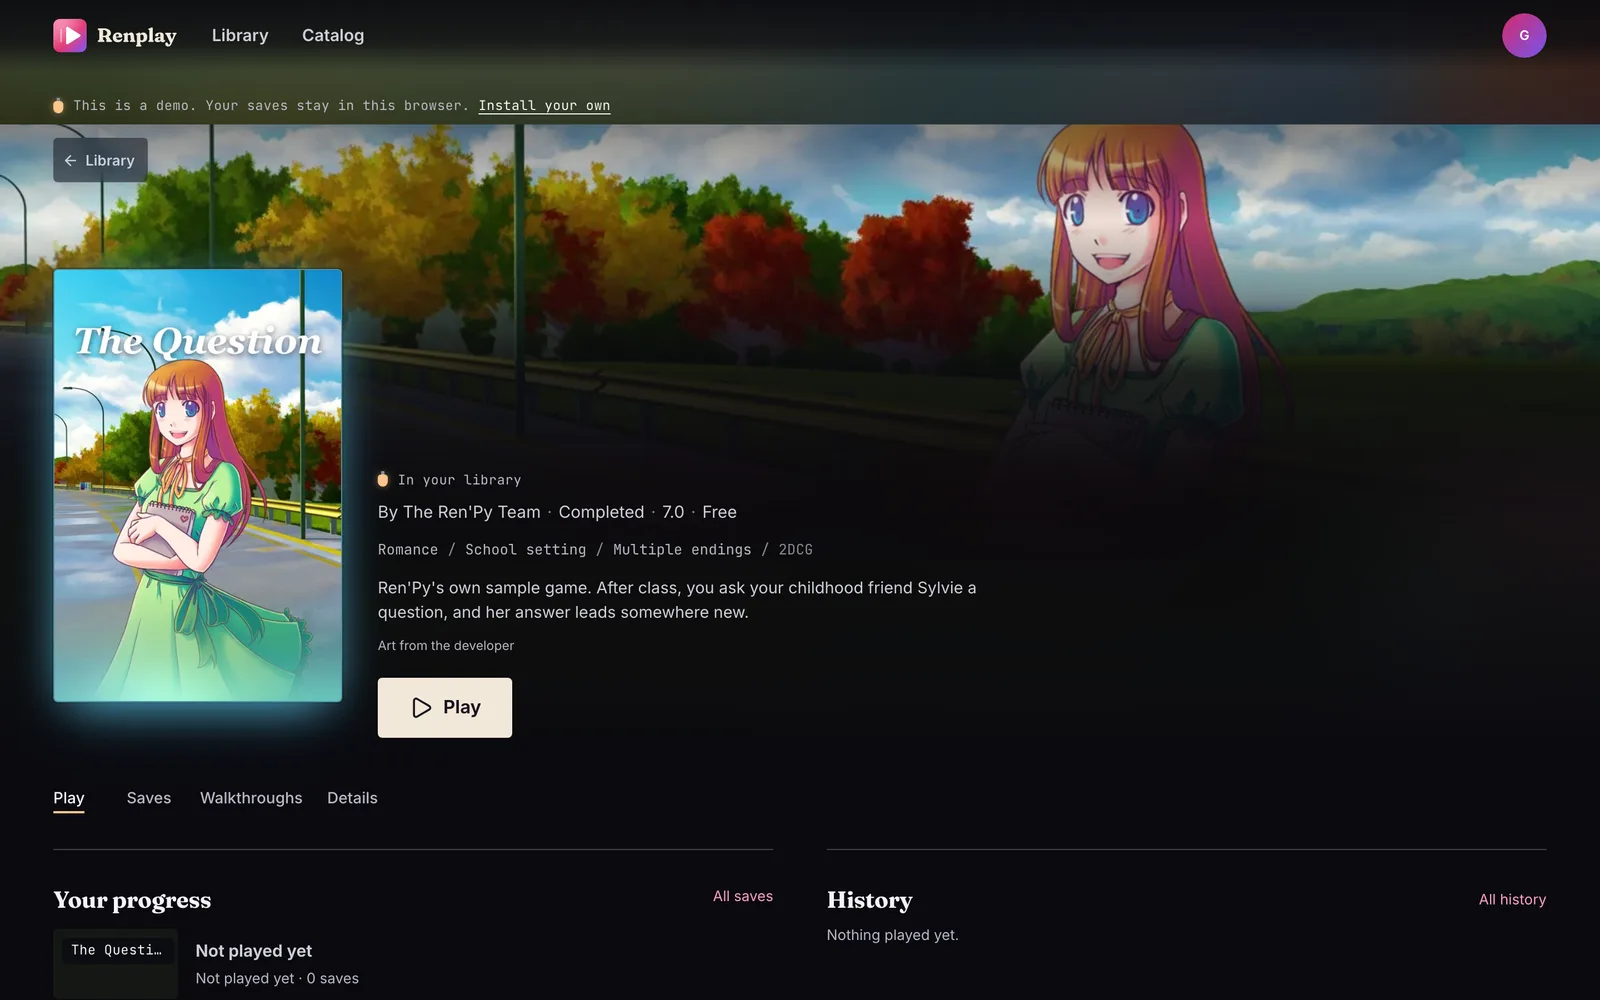 Renplay
Library
Catalog
G
This is a demo. Your saves stay in this browser. Install your own
Library
The Question
In your library
By The Ren'Py Team · Completed · 7.0 · Free
Romance / School setting / Multiple endings / 2DCG
Ren'Py's own sample game. After class, you ask your childhood friend Sylvie a
question, and her answer leads somewhere new.
Art from the developer
Play
Play
Saves
Walkthroughs
Details
Your progress
All saves
The Questi…
Not played yet
Not played yet · 0 saves
History
All history
Nothing played yet.